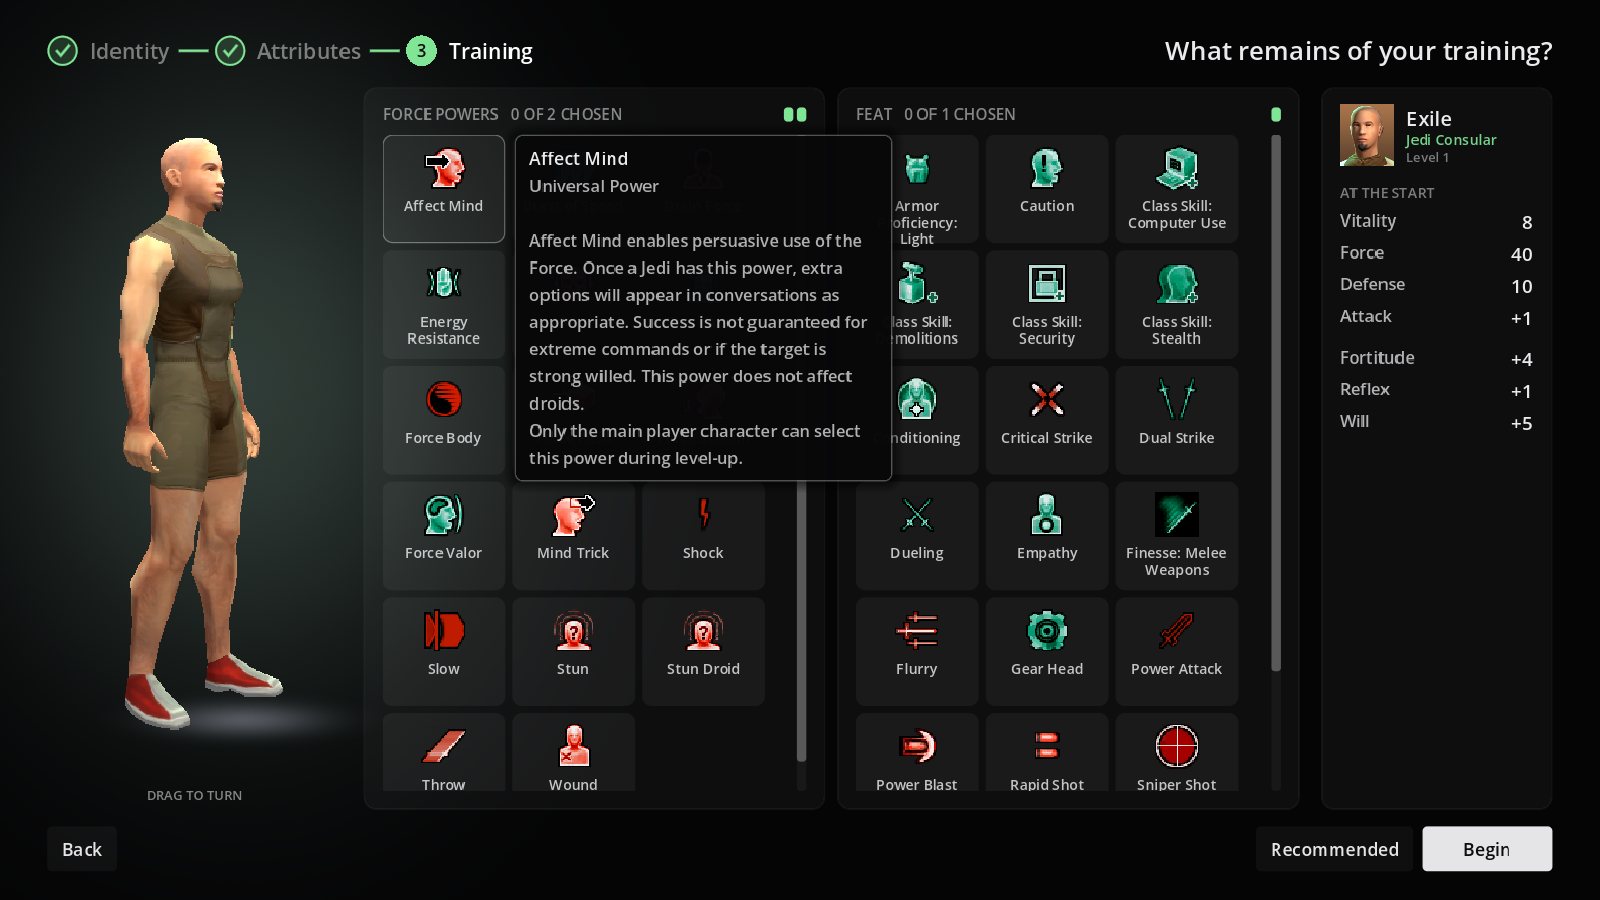 Identity
Attributes
3
Training
What remains of your training?
FORCE POWERS
0 OF 2 CHOSEN
Affect Mind
Energy
Resistance
Force Body
Force Valor
Mind Trick
Shock
Slow
Stun
Stun Droid
Throw
Wound
Affect Mind
Universal Power
Affect Mind enables persuasive use of the
Force. Once a Jedi has this power, extra
options will appear in conversations as
appropriate. Success is not guaranteed for
extreme commands or if the target is
strong willed. This power does not affect
droids.
Only the main player character can select
this power during level-up.
FEAT
0 OF 1 CHOSEN
Armor
oficiency:
Light
Caution
Class Skill:
Computer Use
lass Skill:
emolitions
Class Skill:
Security
Class Skill:
Stealth
nditioning
Critical Strike
Dual Strike
Dueling
Empathy
Finesse: Melee
Weapons
Flurry
Gear Head
Power Attack
Power Blast
Rapid Shot
Sniper Shot
Exile
Jedi Consular
Level 1
AT THE START
Vitality 8
Force 40
Defense 10
Attack +1
Fortitude +4
Reflex +1
Will +5
DRAG TO TURN
Back
Recommended
Begin